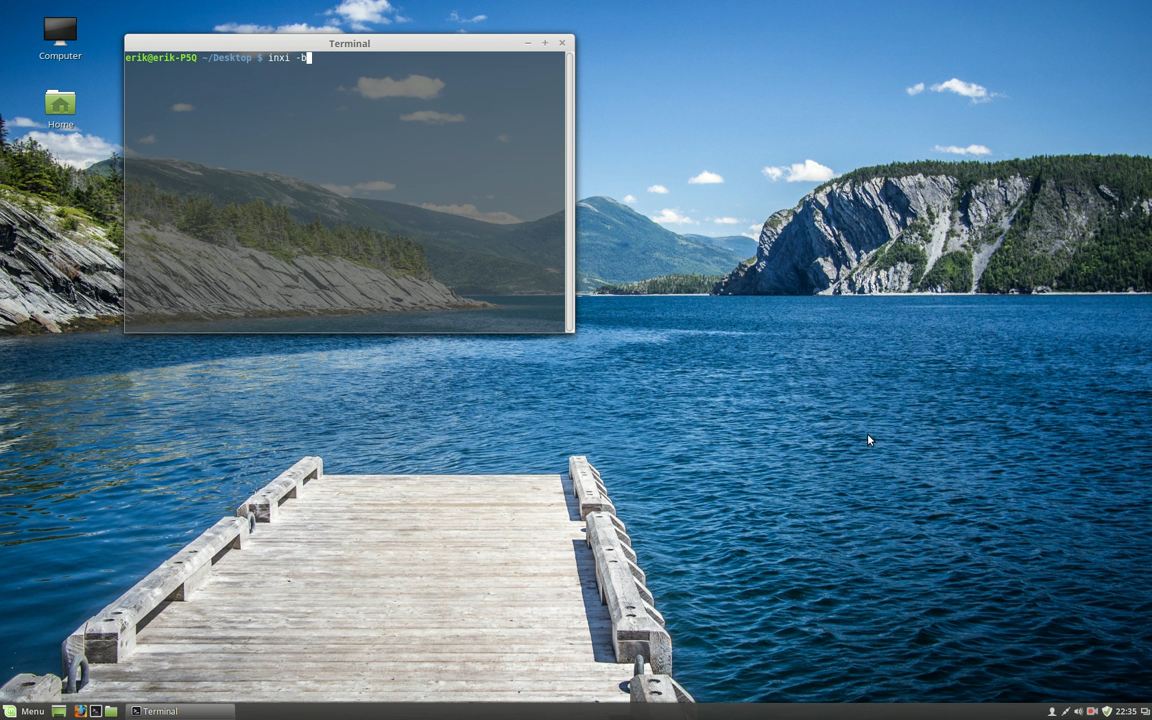 Computer
Home
Terminal
erik@erik-P5Q ~/Desktop $ inxi -b
Menu
Terminal
22:35